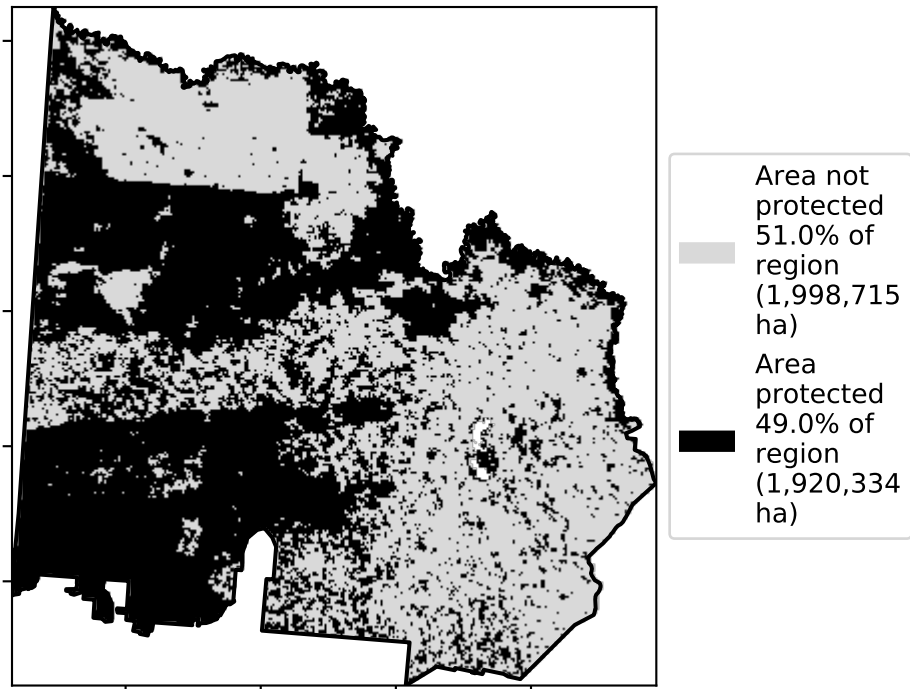 Area not
protected
51.0% of
region
(1,998,715
ha)
Area
protected
49.0% of
region
(1,920,334
ha)